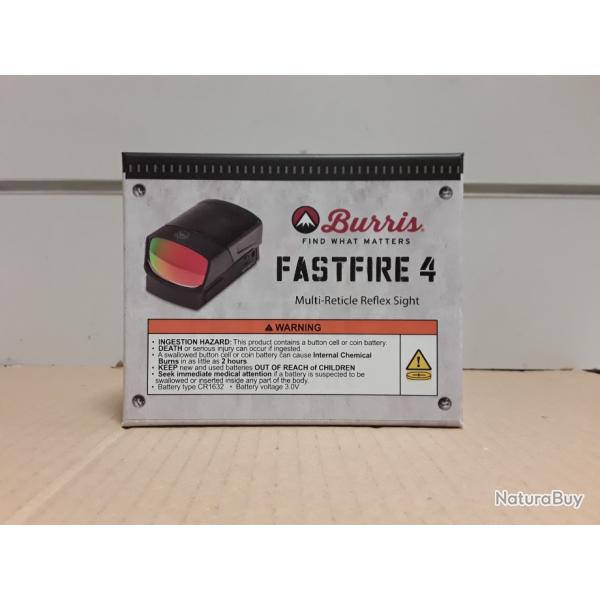 Burris.
FIND WHAT MATTERS
FASTFIRE 4
Multi-Reticle Reflex Sight
WARNING
• INGESTION HAZARD: This product contains a button cell or coin battery.
• DEATH or serious injury can occur if ingested.
• A swallowed button cell or coin battery can cause Internal Chemical
Burns in as little as 2 hours.
• KEEP new and used batteries OUT OF REACH of CHILDREN
• Seek immediate medical attention if a battery is suspected to be
swallowed or inserted inside any part of the body.
• Battery type CR1632 • Battery voltage 3.0V
NaturaBuy